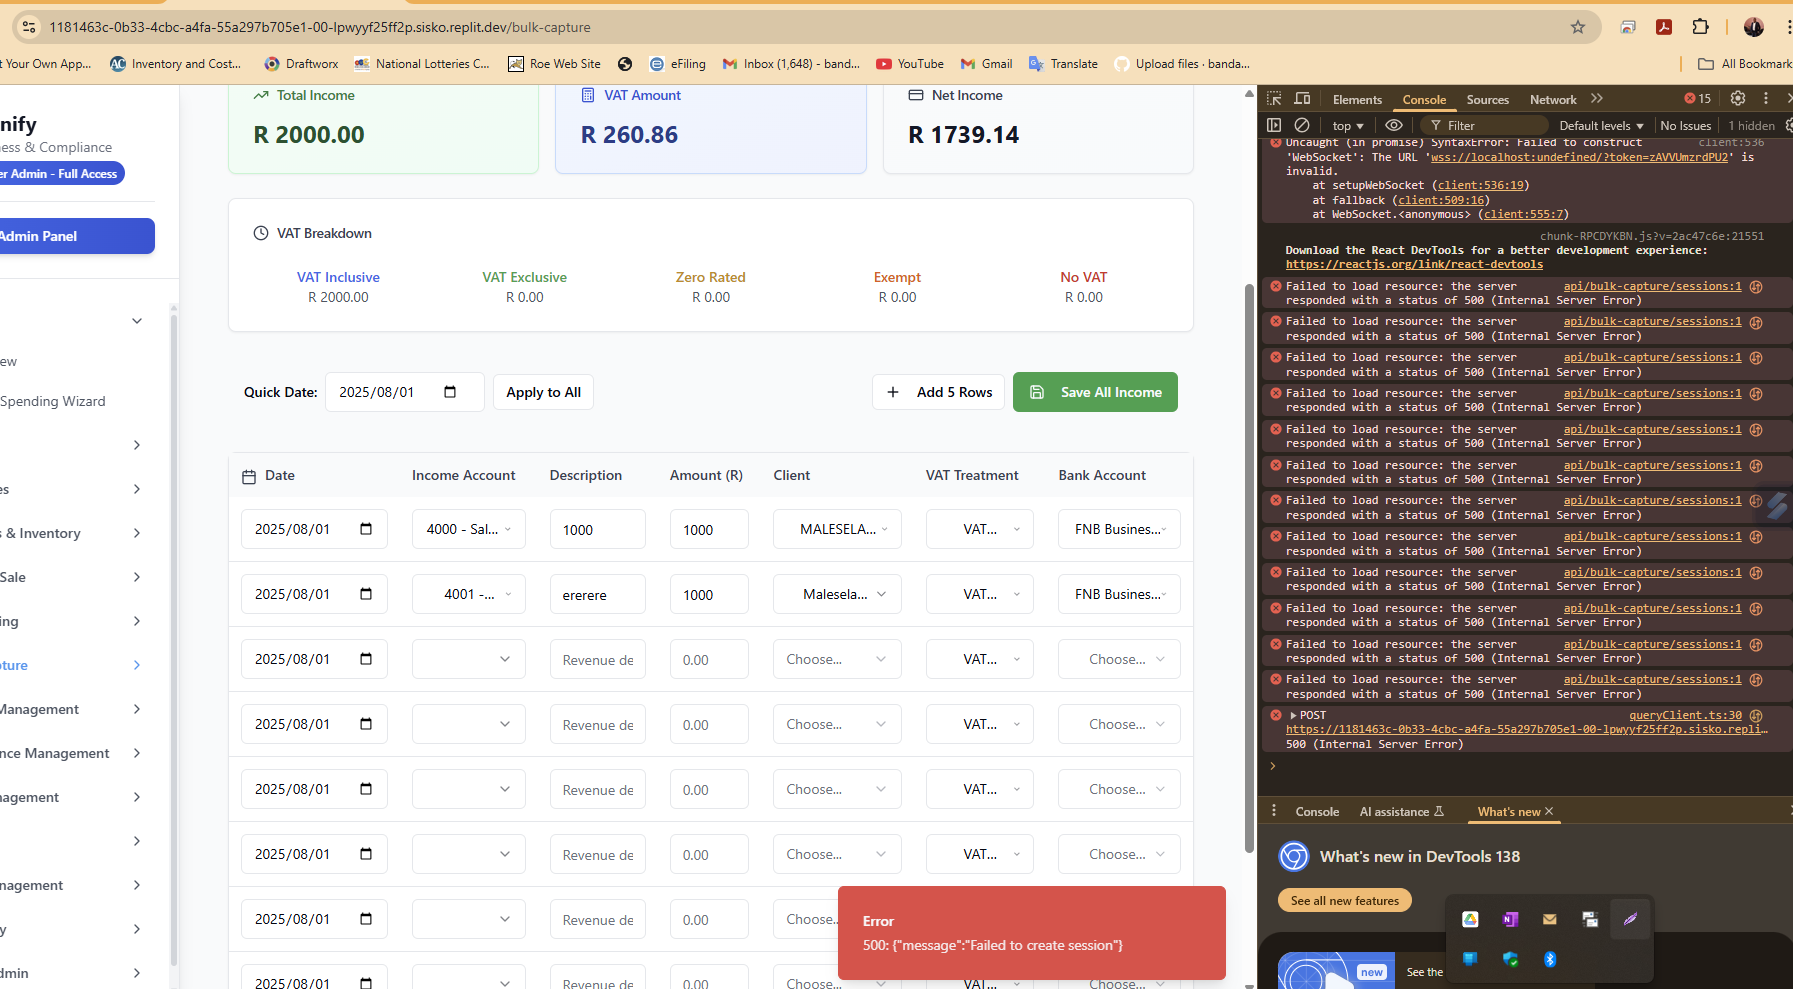 1181463c-0b33-4cbc-a4fa-55a297b705e1-00-lpwyyf25ff2p.sisko.replit.dev/bulk-capture
t Your Own App...
Inventory and Cost...
Draftworx
National Lotteries C...
Roe Web Site
eFiling
Inbox (1,648) - band...
YouTube
Gmail
Translate
Upload files · banda...
All Bookmark
nify
ess & Compliance
er Admin - Full Access
Admin Panel
ew
Spending Wizard
es
s & Inventory
Sale
ing
pture
Management
nce Management
nagement
nagement
y
dmin
Total Income
R 2000.00
VAT Amount
R 260.86
Net Income
R 1739.14
VAT Breakdown
VAT Inclusive
R 2000.00
VAT Exclusive
R 0.00
Zero Rated
R 0.00
Exempt
R 0.00
No VAT
R 0.00
Quick Date: 2025/08/01 Apply to All
+ Add 5 Rows
Save All Income
Date Income Account Description Amount (R) Client VAT Treatment Bank Account
2025/08/01 4000 - Sal... 1000 1000 MALESELA... VAT... FNB Busines...
2025/08/01 4001 -... ererere 1000 Malesela... VAT... FNB Busines...
2025/08/01 Revenue de 0.00 Choose... VAT... Choose...
2025/08/01 Revenue de 0.00 Choose... VAT... Choose...
2025/08/01 Revenue de 0.00 Choose... VAT... Choose...
2025/08/01 Revenue de 0.00 Choose... VAT... Choose...
2025/08/01 Revenue de 0.00 Choose..
2025/08/01 Revenue de 0.00 Choose... VAT... Choose...
Error
500: {"message":"Failed to create session"}
Elements Console Sources Network 15
top Filter Default levels No Issues 1 hidden
Uncaught (in promise) SyntaxError: Failed to construct client:536
'WebSocket': The URL 'wss://localhost:undefined/?token=zAVVUmzrdPU2' is
invalid.
at setupWebSocket (client:536:19)
at fallback (client:509:16)
at WebSocket.<anonymous> (client:555:7)
chunk-RPCDYKBN.js?v=2ac47c6e:21551
Download the React DevTools for a better development experience:
https://reactjs.org/link/react-devtools
Failed to load resource: the server api/bulk-capture/sessions:1
responded with a status of 500 (Internal Server Error)
Failed to load resource: the server api/bulk-capture/sessions:1
responded with a status of 500 (Internal Server Error)
Failed to load resource: the server api/bulk-capture/sessions:1
responded with a status of 500 (Internal Server Error)
Failed to load resource: the server api/bulk-capture/sessions:1
responded with a status of 500 (Internal Server Error)
Failed to load resource: the server api/bulk-capture/sessions:1
responded with a status of 500 (Internal Server Error)
Failed to load resource: the server api/bulk-capture/sessions:1
responded with a status of 500 (Internal Server Error)
Failed to load resource: the server api/bulk-capture/sessions:1
responded with a status of 500 (Internal Server Error)
Failed to load resource: the server api/bulk-capture/sessions:1
responded with a status of 500 (Internal Server Error)
Failed to load resource: the server api/bulk-capture/sessions:1
responded with a status of 500 (Internal Server Error)
Failed to load resource: the server api/bulk-capture/sessions:1
responded with a status of 500 (Internal Server Error)
Failed to load resource: the server api/bulk-capture/sessions:1
responded with a status of 500 (Internal Server Error)
Failed to load resource: the server api/bulk-capture/sessions:1
responded with a status of 500 (Internal Server Error)
POST queryClient.ts:30
https://1181463c-0b33-4cbc-a4fa-55a297b705e1-00-lpwyyf25ff2p.sisko.repli...
500 (Internal Server Error)
Console AI assistance What's new
What's new in DevTools 138
See all new features
new
See the